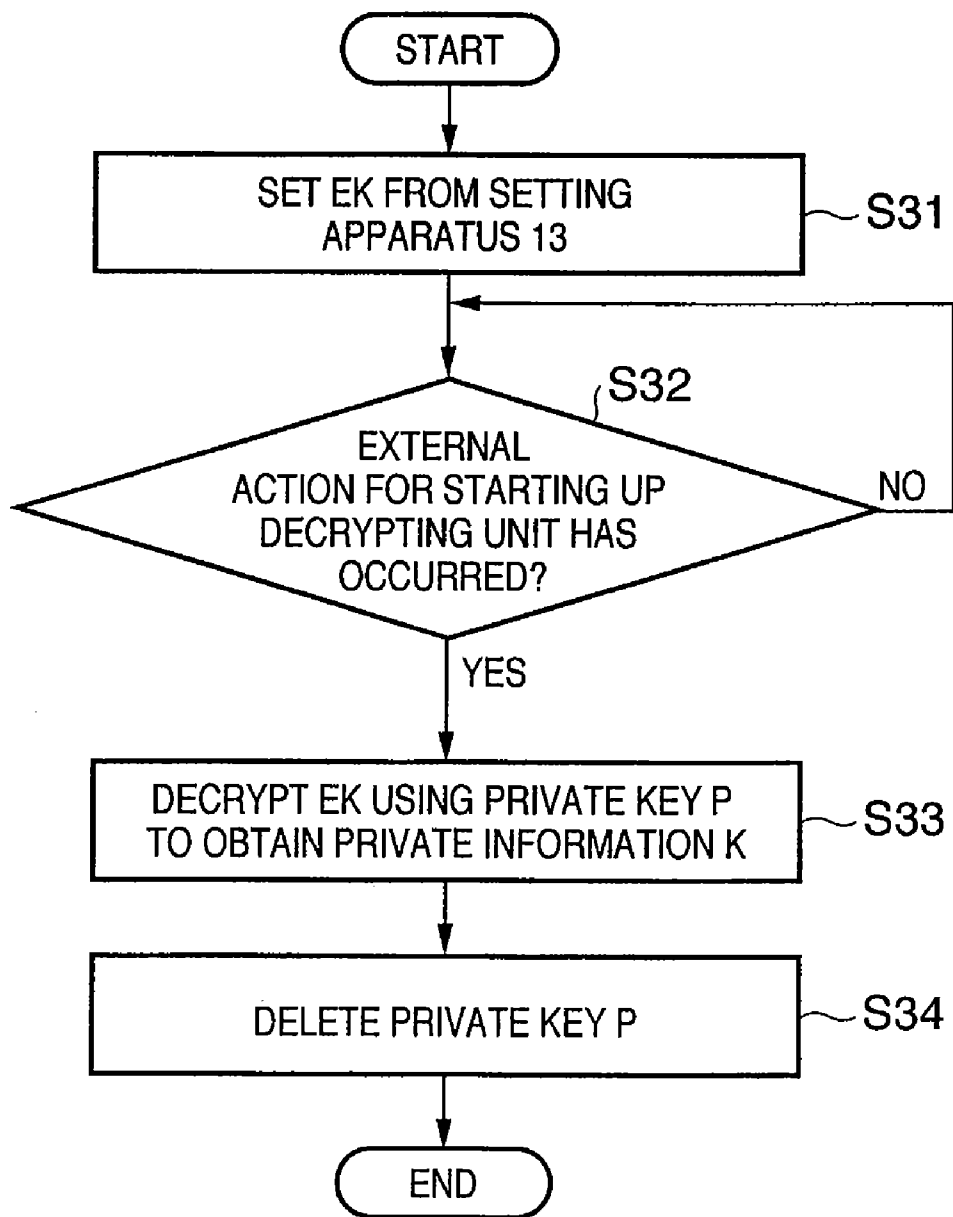 START
SET EK FROM SETTING
APPARATUS 13
S31
S32
EXTERNAL
ACTION FOR STARTING UP
DECRYPTING UNIT HAS
OCCURRED?
NO
YES
DECRYPT EK USING PRIVATE KEY P
TO OBTAIN PRIVATE INFORMATION K
S33
DELETE PRIVATE KEY P
S34
END